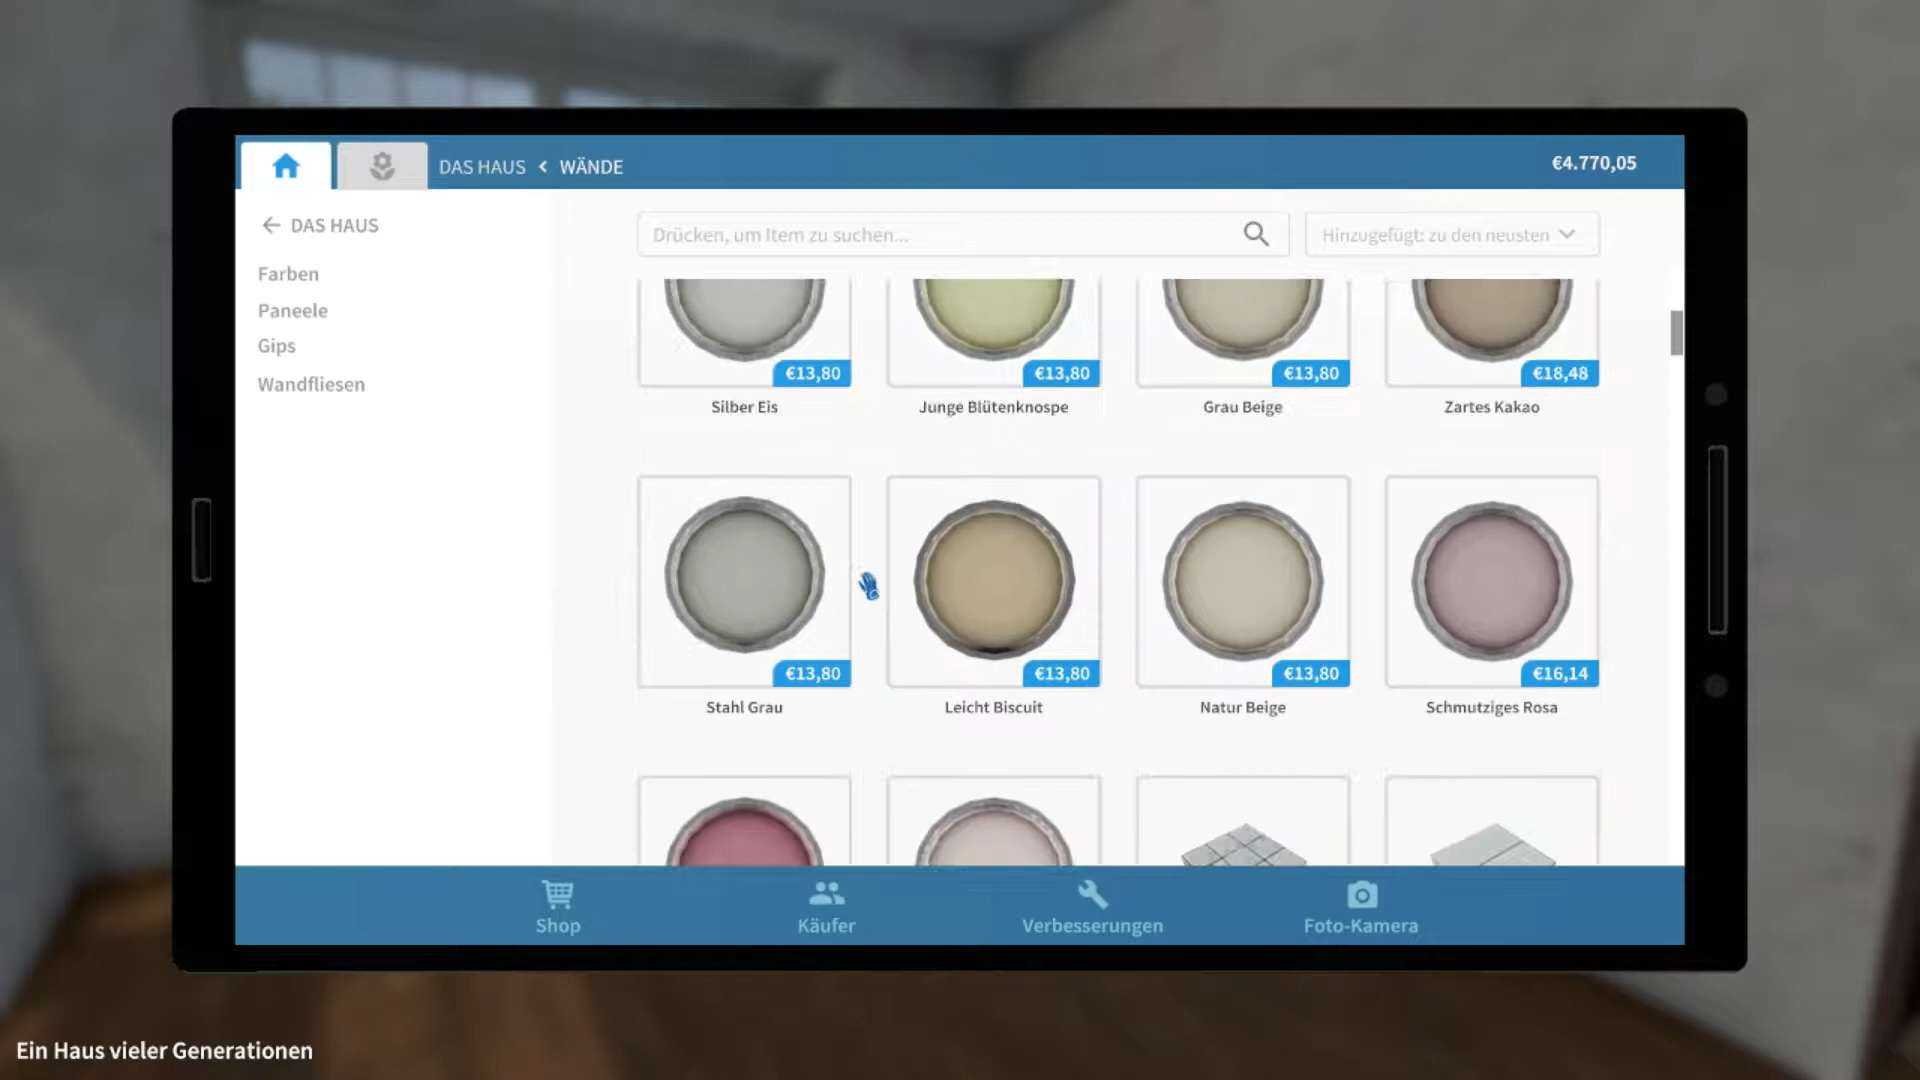 DAS HAUS < WÄNDE
€4.770,05
DAS HAUS
Farben
Paneele
Gips
Wandfliesen
Drücken, um Item zu suchen...
Hinzugefügt: zu den neusten
€13,80
€13,80
€13,80
€18,48
Silber Eis
Junge Blütenknospe
Grau Beige
Zartes Kakao
€13,80
€13,80
€13,80
€16,14
Stahl Grau
Leicht Biscuit
Natur Beige
Schmutziges Rosa
Shop
Käufer
Verbesserungen
Foto-Kamera
Ein Haus vieler Generationen